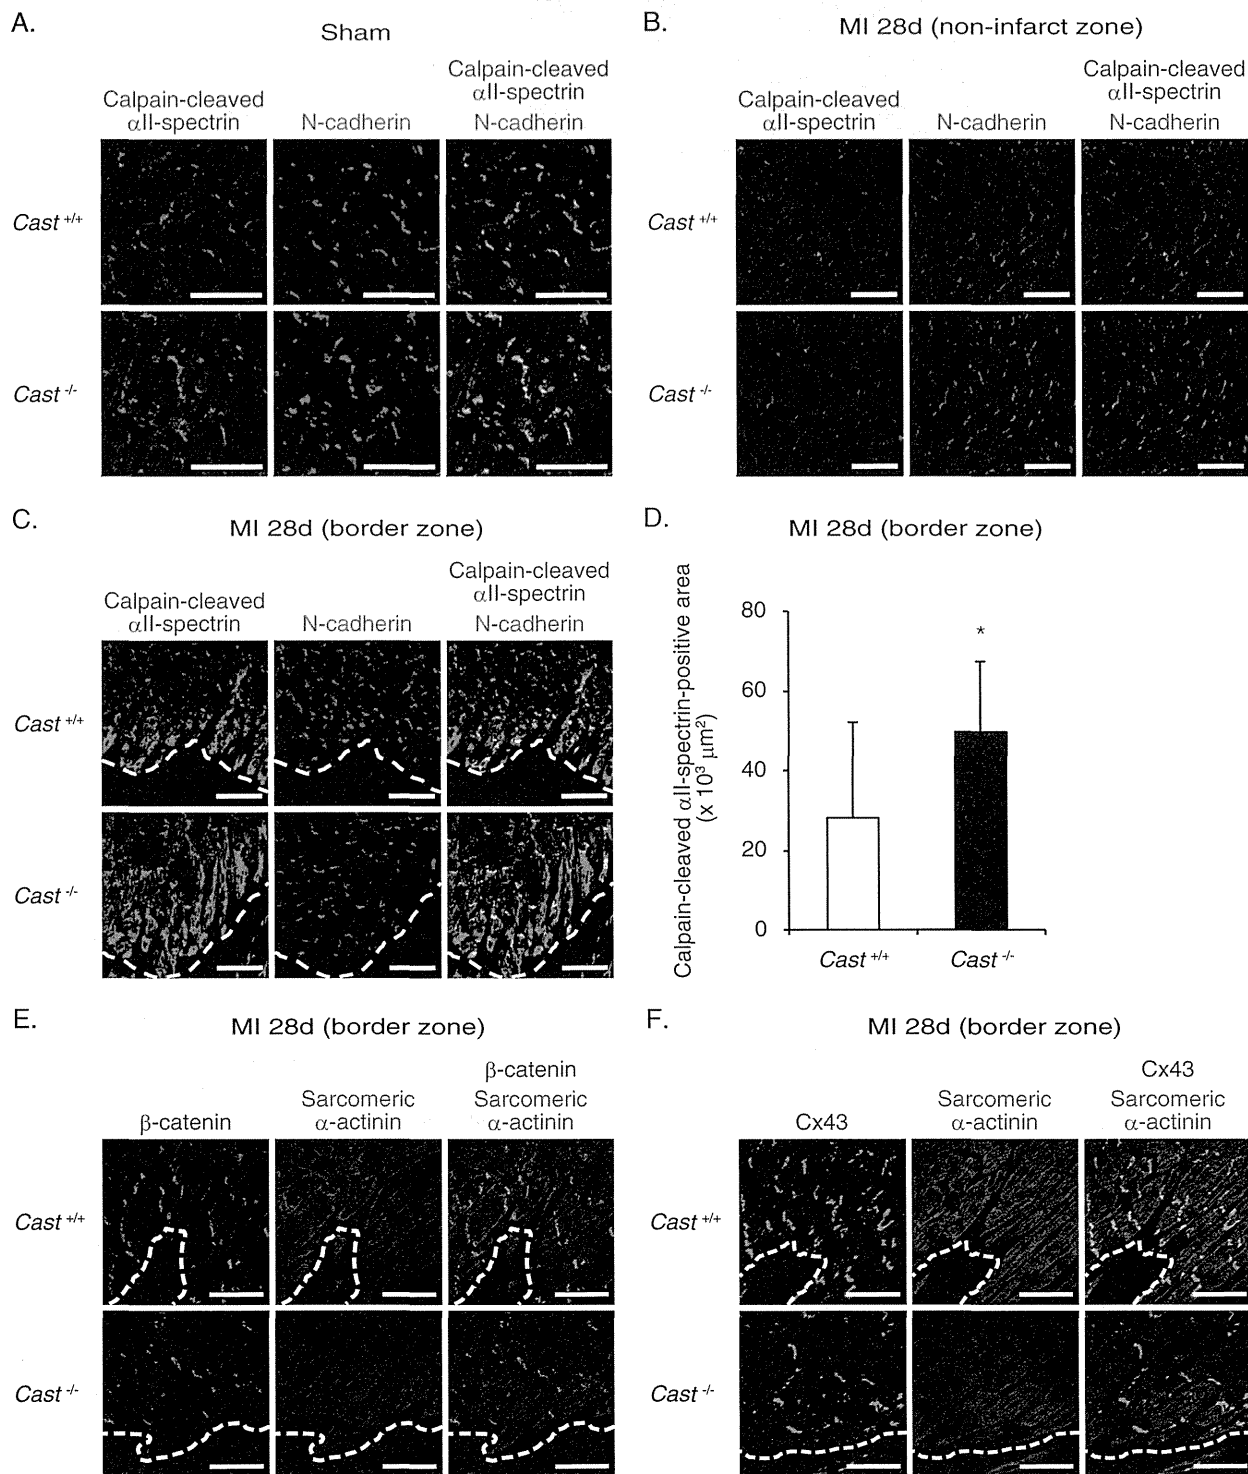 A.
Sham
Calpain-cleaved
αII-spectrin
N-cadherin
Calpain-cleaved
αII-spectrin
N-cadherin
Cast +/+
Cast -/-
B.
MI 28d (non-infarct zone)
Calpain-cleaved
αII-spectrin
N-cadherin
Calpain-cleaved
αII-spectrin
N-cadherin
Cast +/+
Cast -/-
C.
MI 28d (border zone)
Calpain-cleaved
αII-spectrin
N-cadherin
Calpain-cleaved
αII-spectrin
N-cadherin
Cast +/+
Cast -/-
D.
MI 28d (border zone)
Calpain-cleaved αII-spectrin-positive area
(x 10³ μm²)
80
60
40
20
0
*
Cast +/+
Cast -/-
E.
MI 28d (border zone)
β-catenin
Sarcomeric
α-actinin
β-catenin
Sarcomeric
α-actinin
Cast +/+
Cast -/-
F.
MI 28d (border zone)
Cx43
Sarcomeric
α-actinin
Cx43
Sarcomeric
α-actinin
Cast +/+
Cast -/-